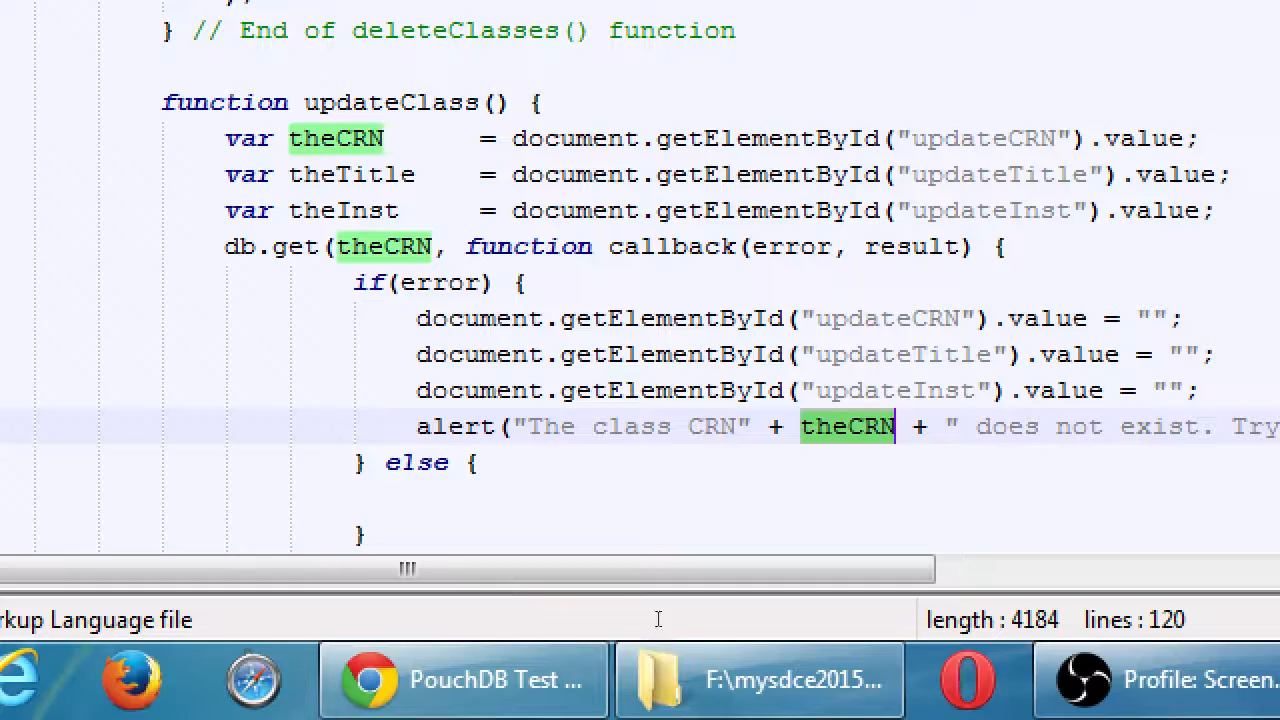 } // End of deleteClasses() function
function updateClass() {
var theCRN = document.getElementById("updateCRN").value;
var theTitle = document.getElementById("updateTitle").value;
var theInst = document.getElementById("updateInst").value;
db.get(theCRN, function callback(error, result) {
if(error) {
document.getElementById("updateCRN").value = "";
document.getElementById("updateTitle").value = "";
document.getElementById("updateInst").value = "";
alert("The class CRN" + theCRN + " does not exist. Try
} else {
}
rkup Language file
length : 4184 lines : 120
PouchDB Test ...
F:\mysdce2015...
Profile: Screen.